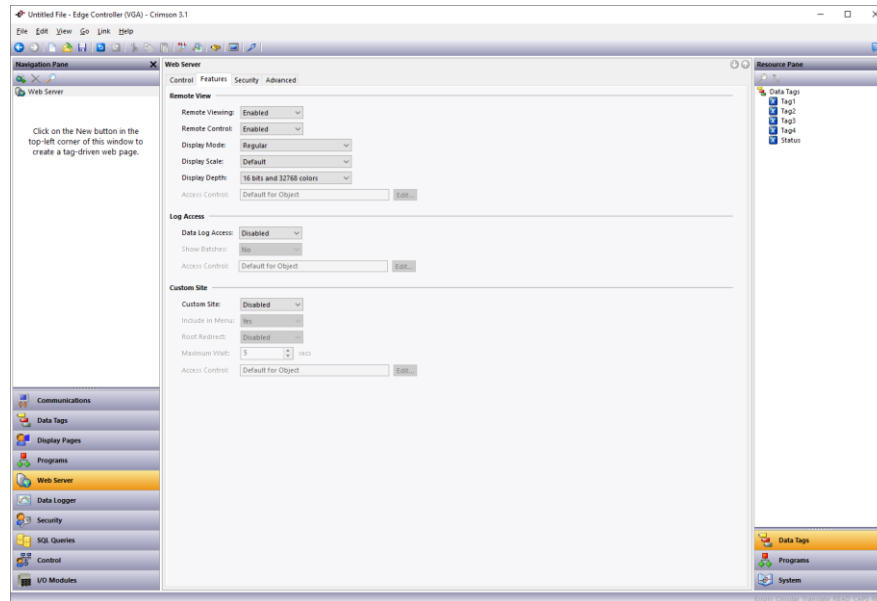 Untitled File - Edge Controller (VGA) - Crimson 3.1
File Edit View Go Link Help
Navigation Pane
Web Server
Click on the New button in the
top-left corner of this window to
create a tag-driven web page.
Communications
Data Tags
Display Pages
Programs
Web Server
Data Logger
Security
SQL Queries
Control
I/O Modules
Web Server
Control Features Security Advanced
Remote View
Remote Viewing: Enabled
Remote Control: Enabled
Display Mode: Regular
Display Scale: Default
Display Depth: 16 bits and 32768 colors
Access Control: Default for Object Edit...
Log Access
Data Log Access: Disabled
Show Batches: No
Access Control: Default for Object Edit...
Custom Site
Custom Site: Disabled
Include in Menu: Yes
Root Redirect: Disabled
Maximum Wait: 5 secs
Access Control: Default for Object Edit...
Resource Pane
Data Tags
Tag1
Tag2
Tag3
Tag4
Status
Data Tags
Programs
System